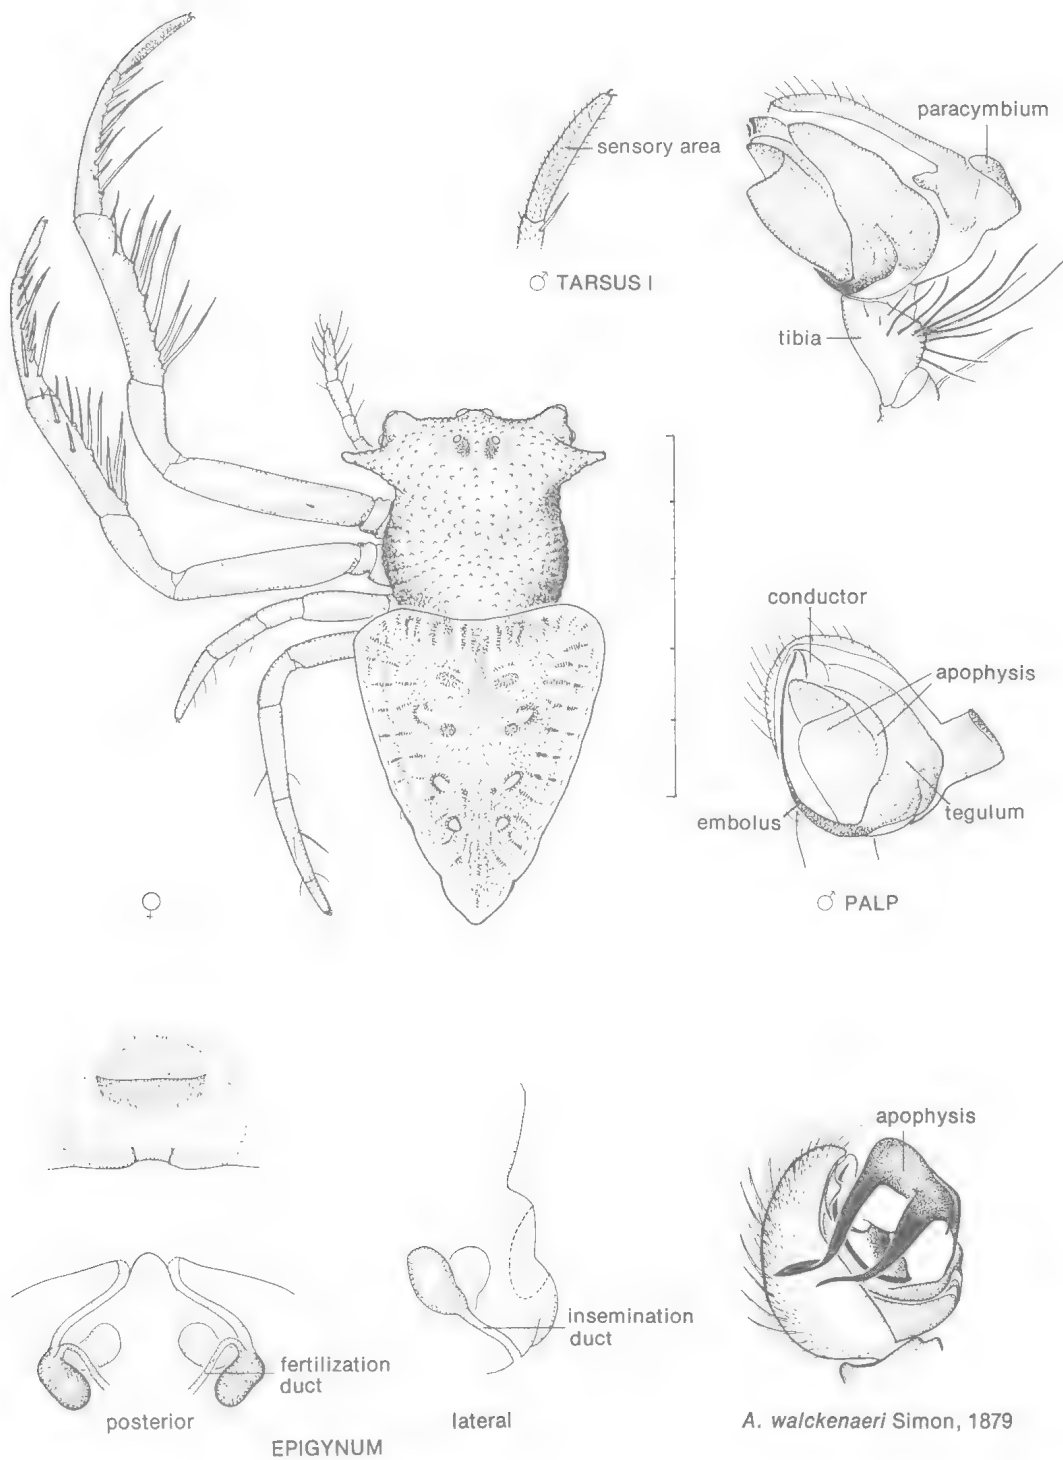 sensory area
paracymbium
♂ TARSUS I
tibia
conductor
apophysis
embolus
tegulum
♀
♂ PALP
apophysis
insemination
duct
fertilization
duct
posterior
lateral
A. walckenaeri Simon, 1879
EPIGYNUM